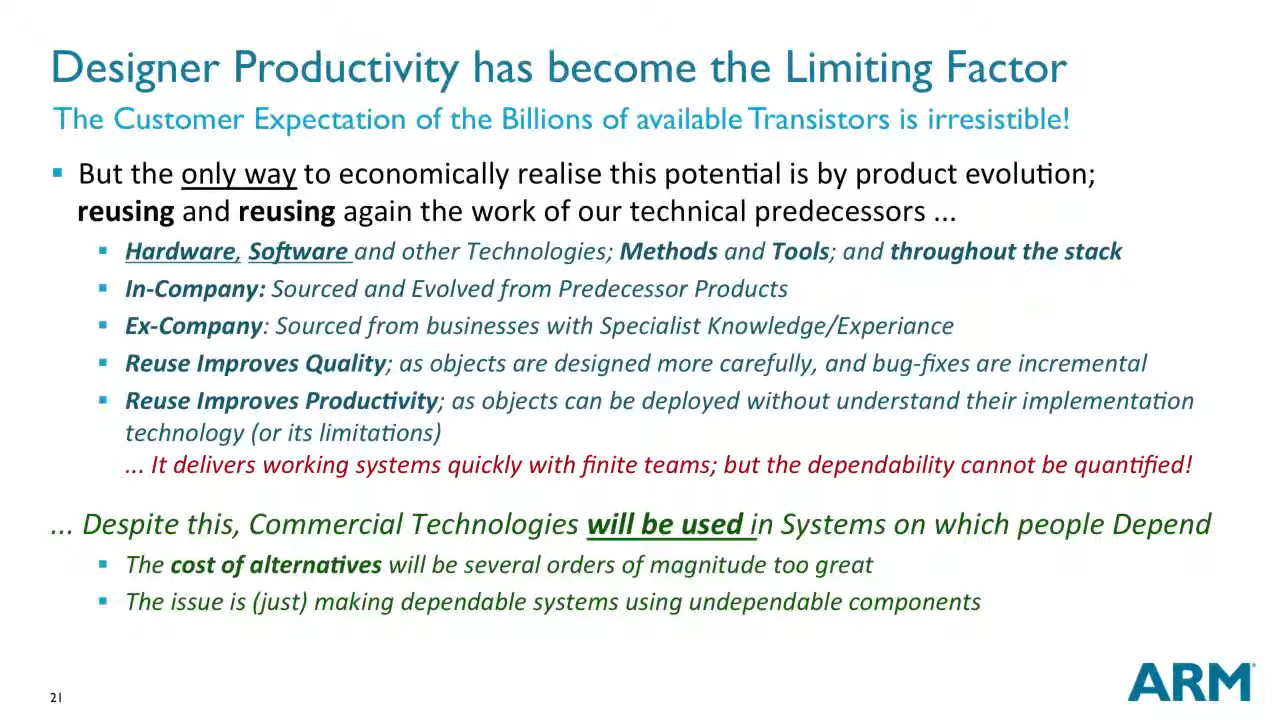 Designer Productivity has become the Limiting Factor
The Customer Expectation of the Billions of available Transistors is irresistible!
But the only way to economically realise this potential is by product evolution;
reusing and reusing again the work of our technical predecessors ...
Hardware, Software and other Technologies; Methods and Tools; and throughout the stack
In-Company: Sourced and Evolved from Predecessor Products
Ex-Company: Sourced from businesses with Specialist Knowledge/Experiance
Reuse Improves Quality; as objects are designed more carefully, and bug-fixes are incremental
Reuse Improves Productivity; as objects can be deployed without understand their implementation
technology (or its limitations)
... It delivers working systems quickly with finite teams; but the dependability cannot be quantified!
... Despite this, Commercial Technologies will be used in Systems on which people Depend
The cost of alternatives will be several orders of magnitude too great
The issue is (just) making dependable systems using undependable components
21
ARM